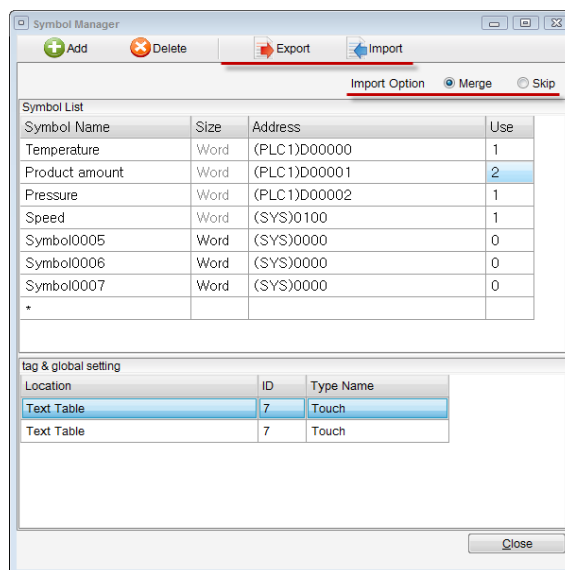 Symbol Manager
Add Delete Export Import
Import Option Merge Skip
Symbol List
Symbol Name Size Address Use
Temperature Word (PLC1)D00000 1
Product amount Word (PLC1)D00001 2
Pressure Word (PLC1)D00002 1
Speed Word (SYS)0100 1
Symbol0005 Word (SYS)0000 0
Symbol0006 Word (SYS)0000 0
Symbol0007 Word (SYS)0000 0
*
tag & global setting
Location ID Type Name
Text Table 7 Touch
Text Table 7 Touch
Close